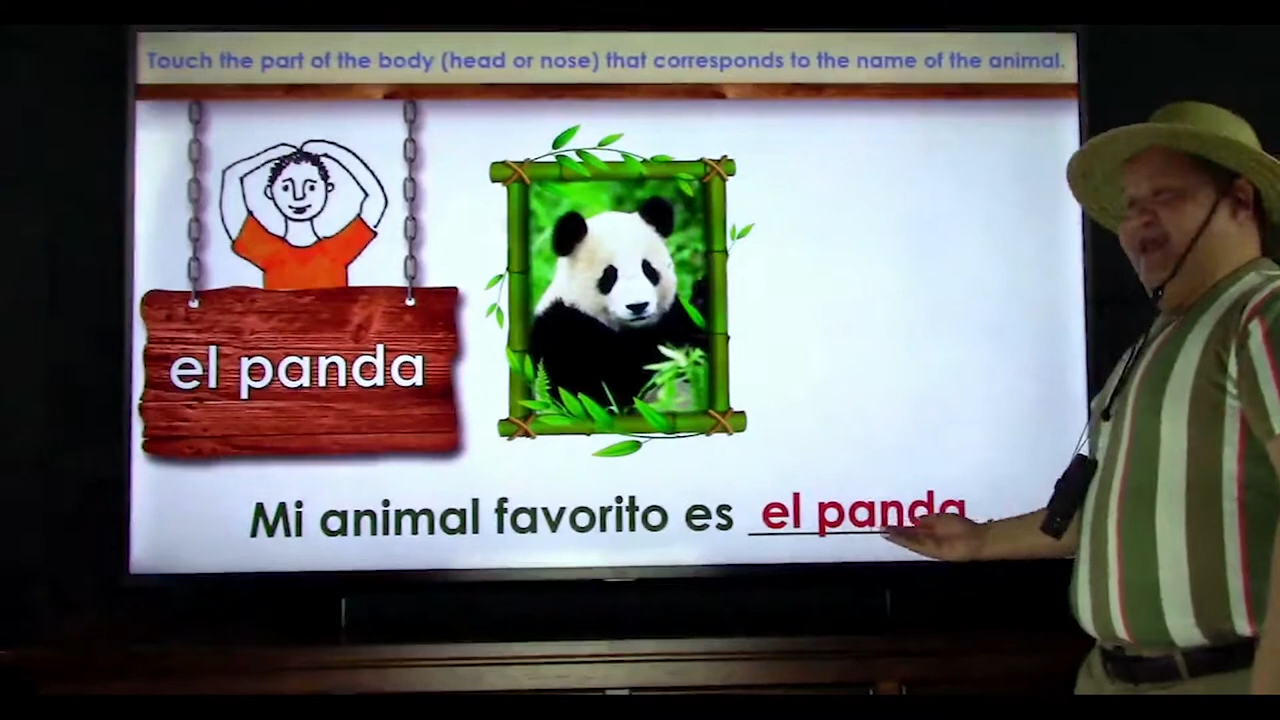 Touch the part of the body (head or nose) that corresponds to the name of the animal.
el panda
Mi animal favorito es el panda